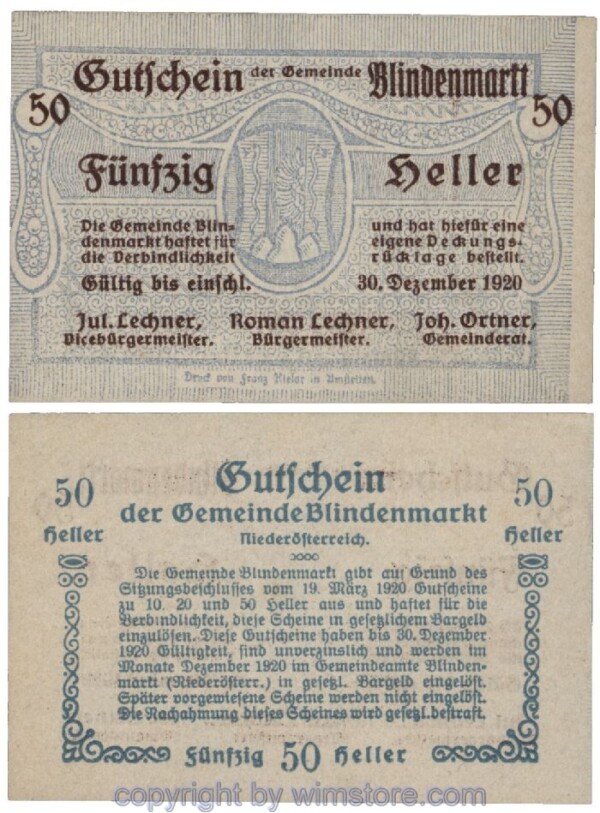 Gutschein der Gemeinde Blindenmarkt
50 50
Fünfzig Heller
Die Gemeinde Blin-
denmarkt haftet für
die Verbindlichkeit
und hat hiefür eine
eigene Deckungs-
rücklage bestellt.
Gültig bis einschl. 30. Dezember 1920
Jul. Lechner, Roman Lechner, Joh. Ortner,
Vicebürgermeister. Bürgermeister. Gemeinderat.
Druck von Franz in Amstetten.
Gutschein
50 50
der Gemeinde Blindenmarkt
Heller Heller
Niederösterreich.
Die Gemeinde Blindenmarkt gibt auf Grund des
Sitzungsbeschlusses vom 19. März 1920 Gutscheine
zu 10. 20 und 50 Heller aus und haftet für die
Verbindlichkeit, diese Scheine in gesetzlichem Bargeld
einzulösen. Diese Gutscheine haben bis 30. Dezember
1920 Gültigkeit, sind unverzinslich und werden im
Monate Dezember 1920 im Gemeindeamte Blinden-
markt (Niederösterr.) in gesetzl. Bargeld eingelöst.
Später vorgewiesene Scheine werden nicht eingelöst.
Die Nachahmung dieses Scheines wird gesetzl. bestraft.
Fünfzig 50 Heller
copyright by wimstore.com